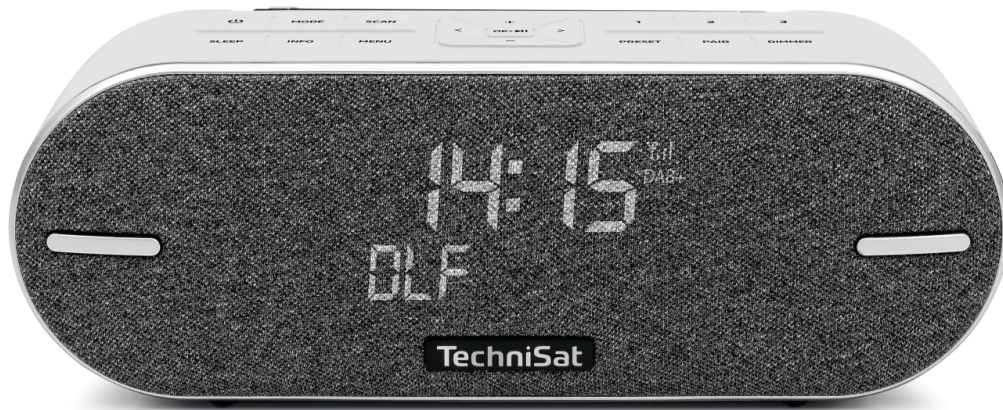 MODE SCAN 1 2 3
OK
SLEEP INFO MENU PRESET PAIR DIMMER
14:15
DAB+
DLF
TechniSat